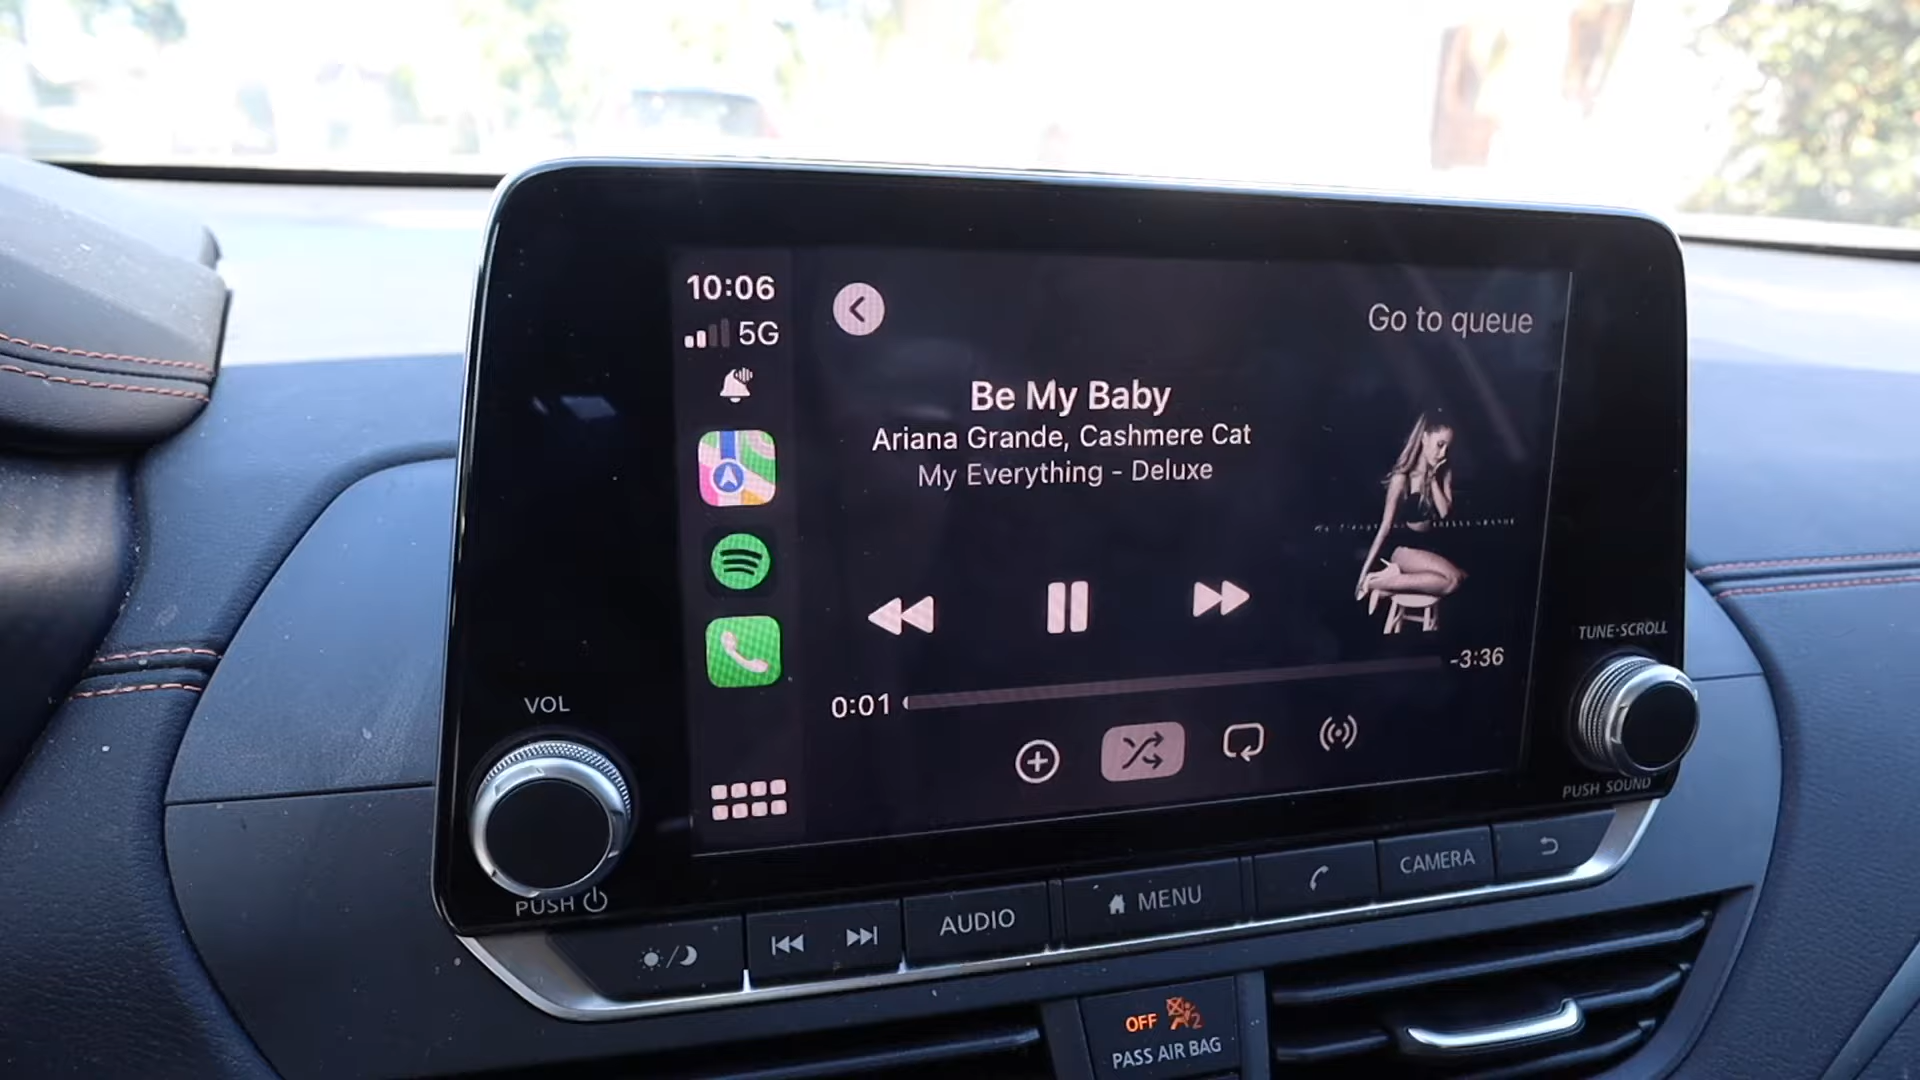 10:06
5G
Go to queue
Be My Baby
Ariana Grande, Cashmere Cat
My Everything - Deluxe
-3:36
0:01
TUNE·SCROLL
PUSH SOUND
VOL
PUSH
AUDIO
MENU
CAMERA
OFF
2
PASS AIR BAG